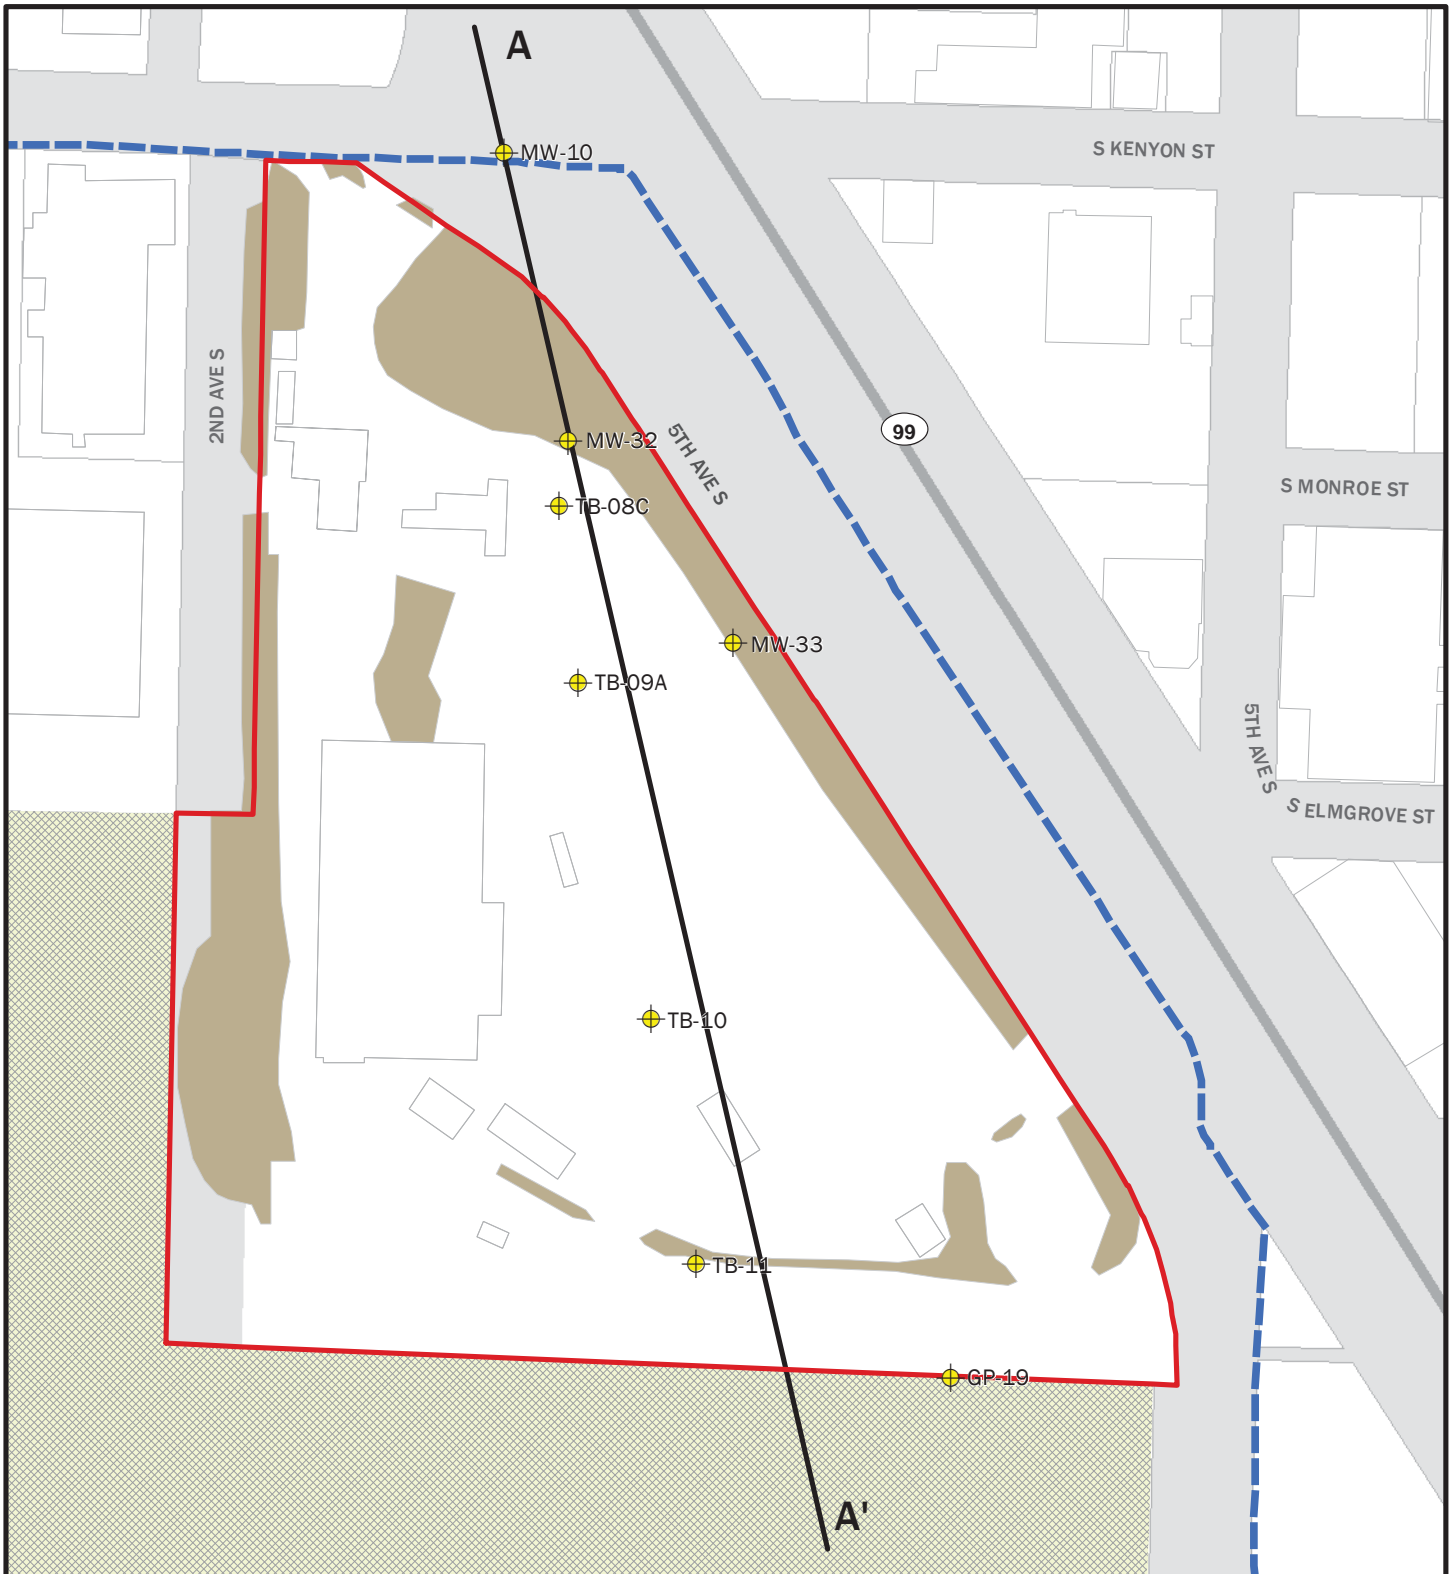 A
MW-10
S KENYON ST
2ND AVE S
99
MW-32
5TH AVE S
S MONROE ST
TB-08C
MW-33
TB-09A
5TH AVE S
S ELMGROVE ST
TB-10
TB-11
GP-19
A'